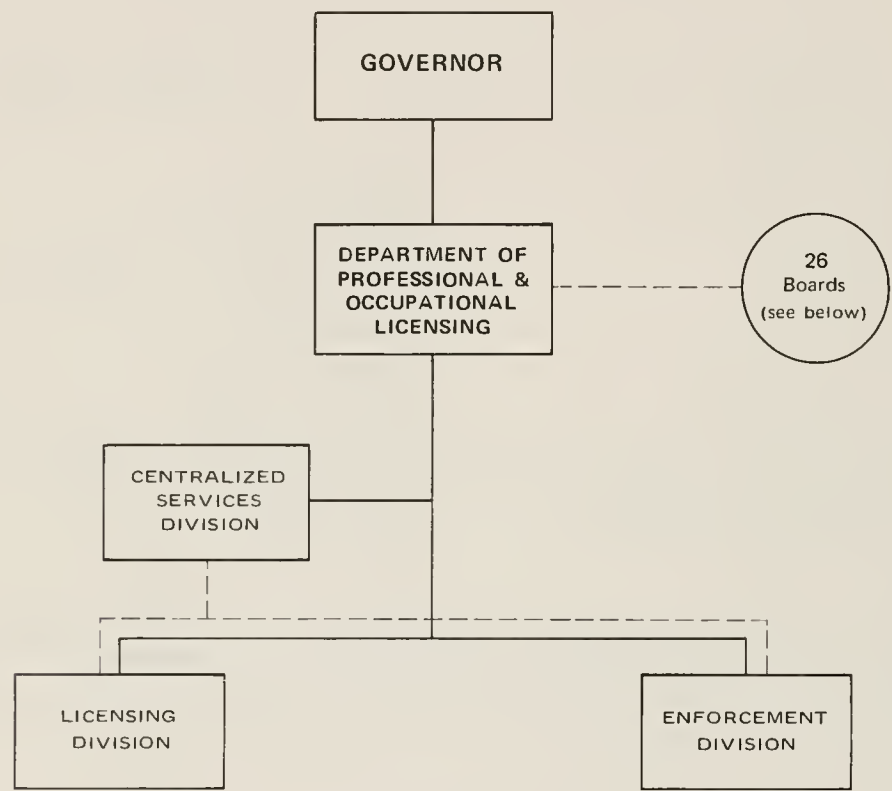 GOVERNOR
DEPARTMENT OF
PROFESSIONAL &
OCCUPATIONAL
LICENSING
26
Boards
(see below)
CENTRALIZED
SERVICES
DIVISION
LICENSING
DIVISION
ENFORCEMENT
DIVISION